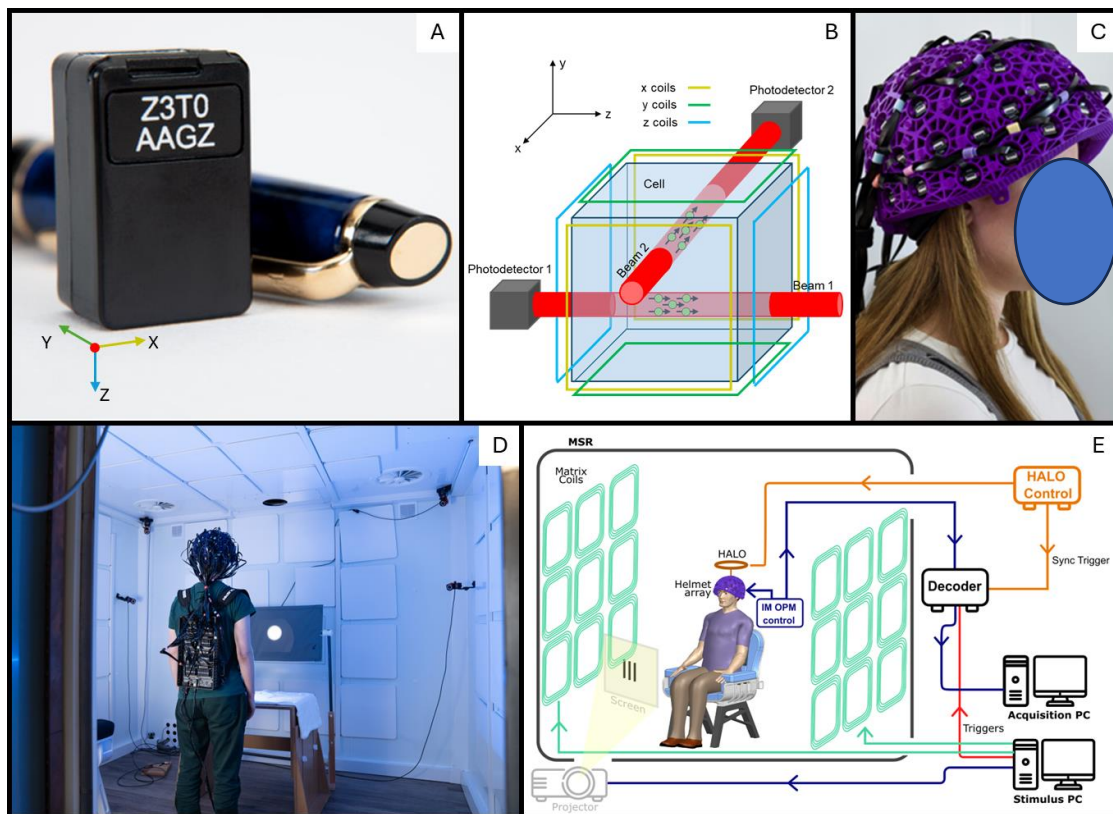 A
Z3T0
AAGZ
Y
X
Z
B
y
z
x
x coils
y coils
z coils
Photodetector 2
Cell
Beam 2
Photodetector 1
Beam 1
C
D
E
MSR
Matrix
Coils
HALO
Control
HALO
Sync Trigger
Helmet
array
IM OPM
control
Decoder
Screen
Acquisition PC
Triggers
Projector
Stimulus PC